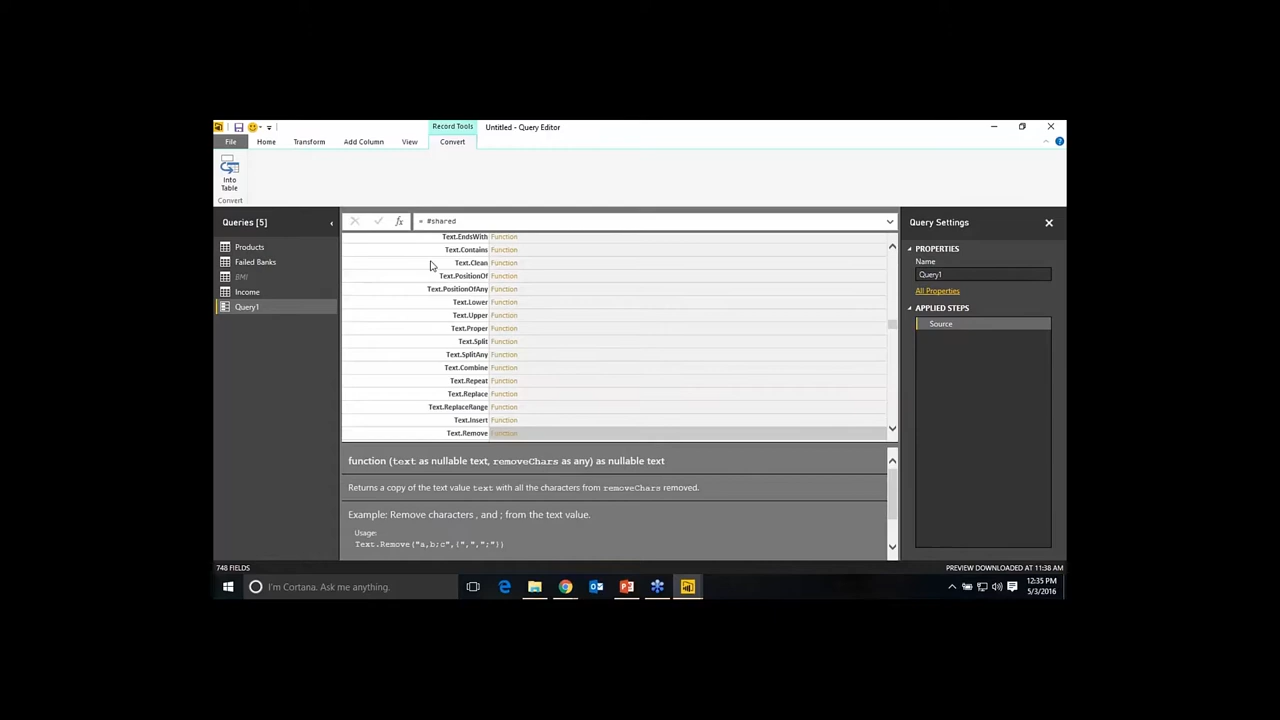 Record Tools
Untitled - Query Editor
File Home Transform Add Column View Convert
Into
Table
Convert
Queries [5]
= #shared
Query Settings
Products
Failed Banks
BMI
Income
Query1
Text.EndsWith Function
Text.Contains Function
Text.Clean Function
Text.PositionOf Function
Text.PositionOfAny Function
Text.Lower Function
Text.Upper Function
Text.Proper Function
Text.Split Function
Text.SplitAny Function
Text.Combine Function
Text.Repeat Function
Text.Replace Function
Text.ReplaceRange Function
Text.Insert Function
Text.Remove Function
function (text as nullable text, removeChars as any) as nullable text
Returns a copy of the text value text with all the characters from removeChars removed.
Example: Remove characters , and ; from the text value.
Usage:
Text.Remove("a,b;c",{",",";"})
PROPERTIES
Name
Query1
All Properties
APPLIED STEPS
Source
748 FIELDS
PREVIEW DOWNLOADED AT 11:38 AM
I'm Cortana. Ask me anything.
12:35 PM
5/3/2016